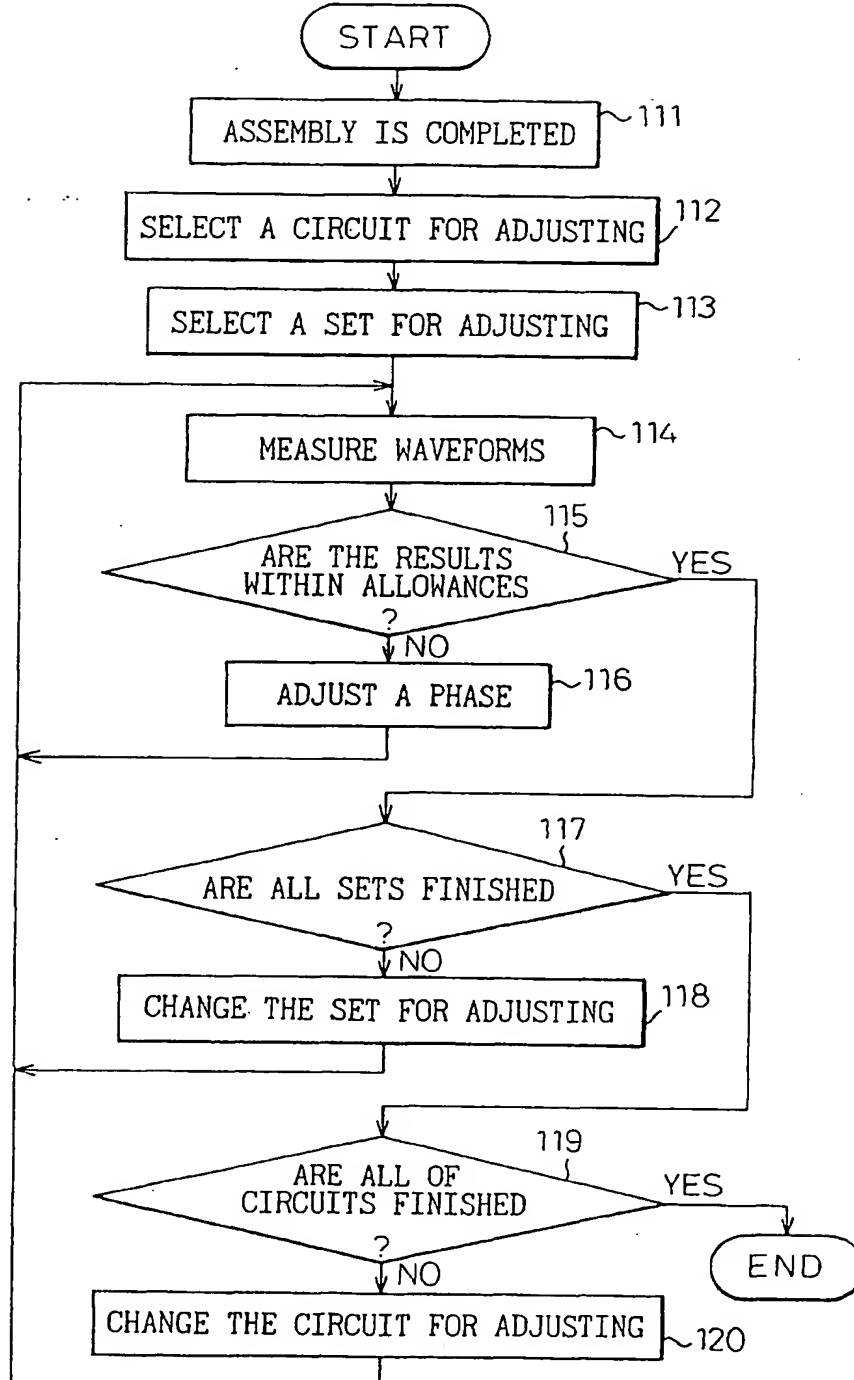 START
ASSEMBLY IS COMPLETED
111
SELECT A CIRCUIT FOR ADJUSTING
112
SELECT A SET FOR ADJUSTING
113
MEASURE WAVEFORMS
114
115
ARE THE RESULTS
WITHIN ALLOWANCES
?
YES
NO
ADJUST A PHASE
116
117
ARE ALL SETS FINISHED
?
YES
NO
CHANGE THE SET FOR ADJUSTING
118
119
ARE ALL OF
CIRCUITS FINISHED
?
YES
NO
END
CHANGE THE CIRCUIT FOR ADJUSTING
120